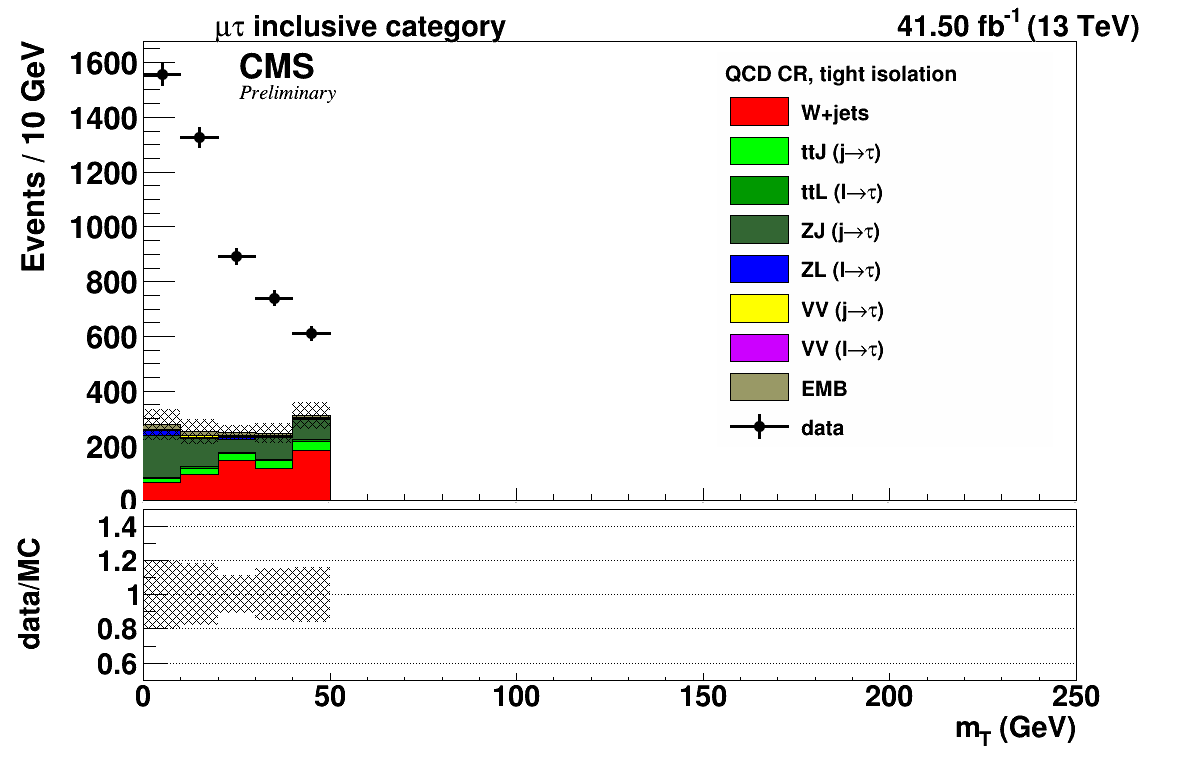 μτ inclusive category
41.50 fb⁻¹ (13 TeV)
CMS
Preliminary
Events / 10 GeV
1600
1400
1200
1000
800
600
400
200
0
QCD CR, tight isolation
W+jets
ttJ (j→τ)
ttL (l→τ)
ZJ (j→τ)
ZL (l→τ)
VV (j→τ)
VV (l→τ)
EMB
data
data/MC
1.4
1.2
1
0.8
0.6
0 50 100 150 200 250
m_T (GeV)